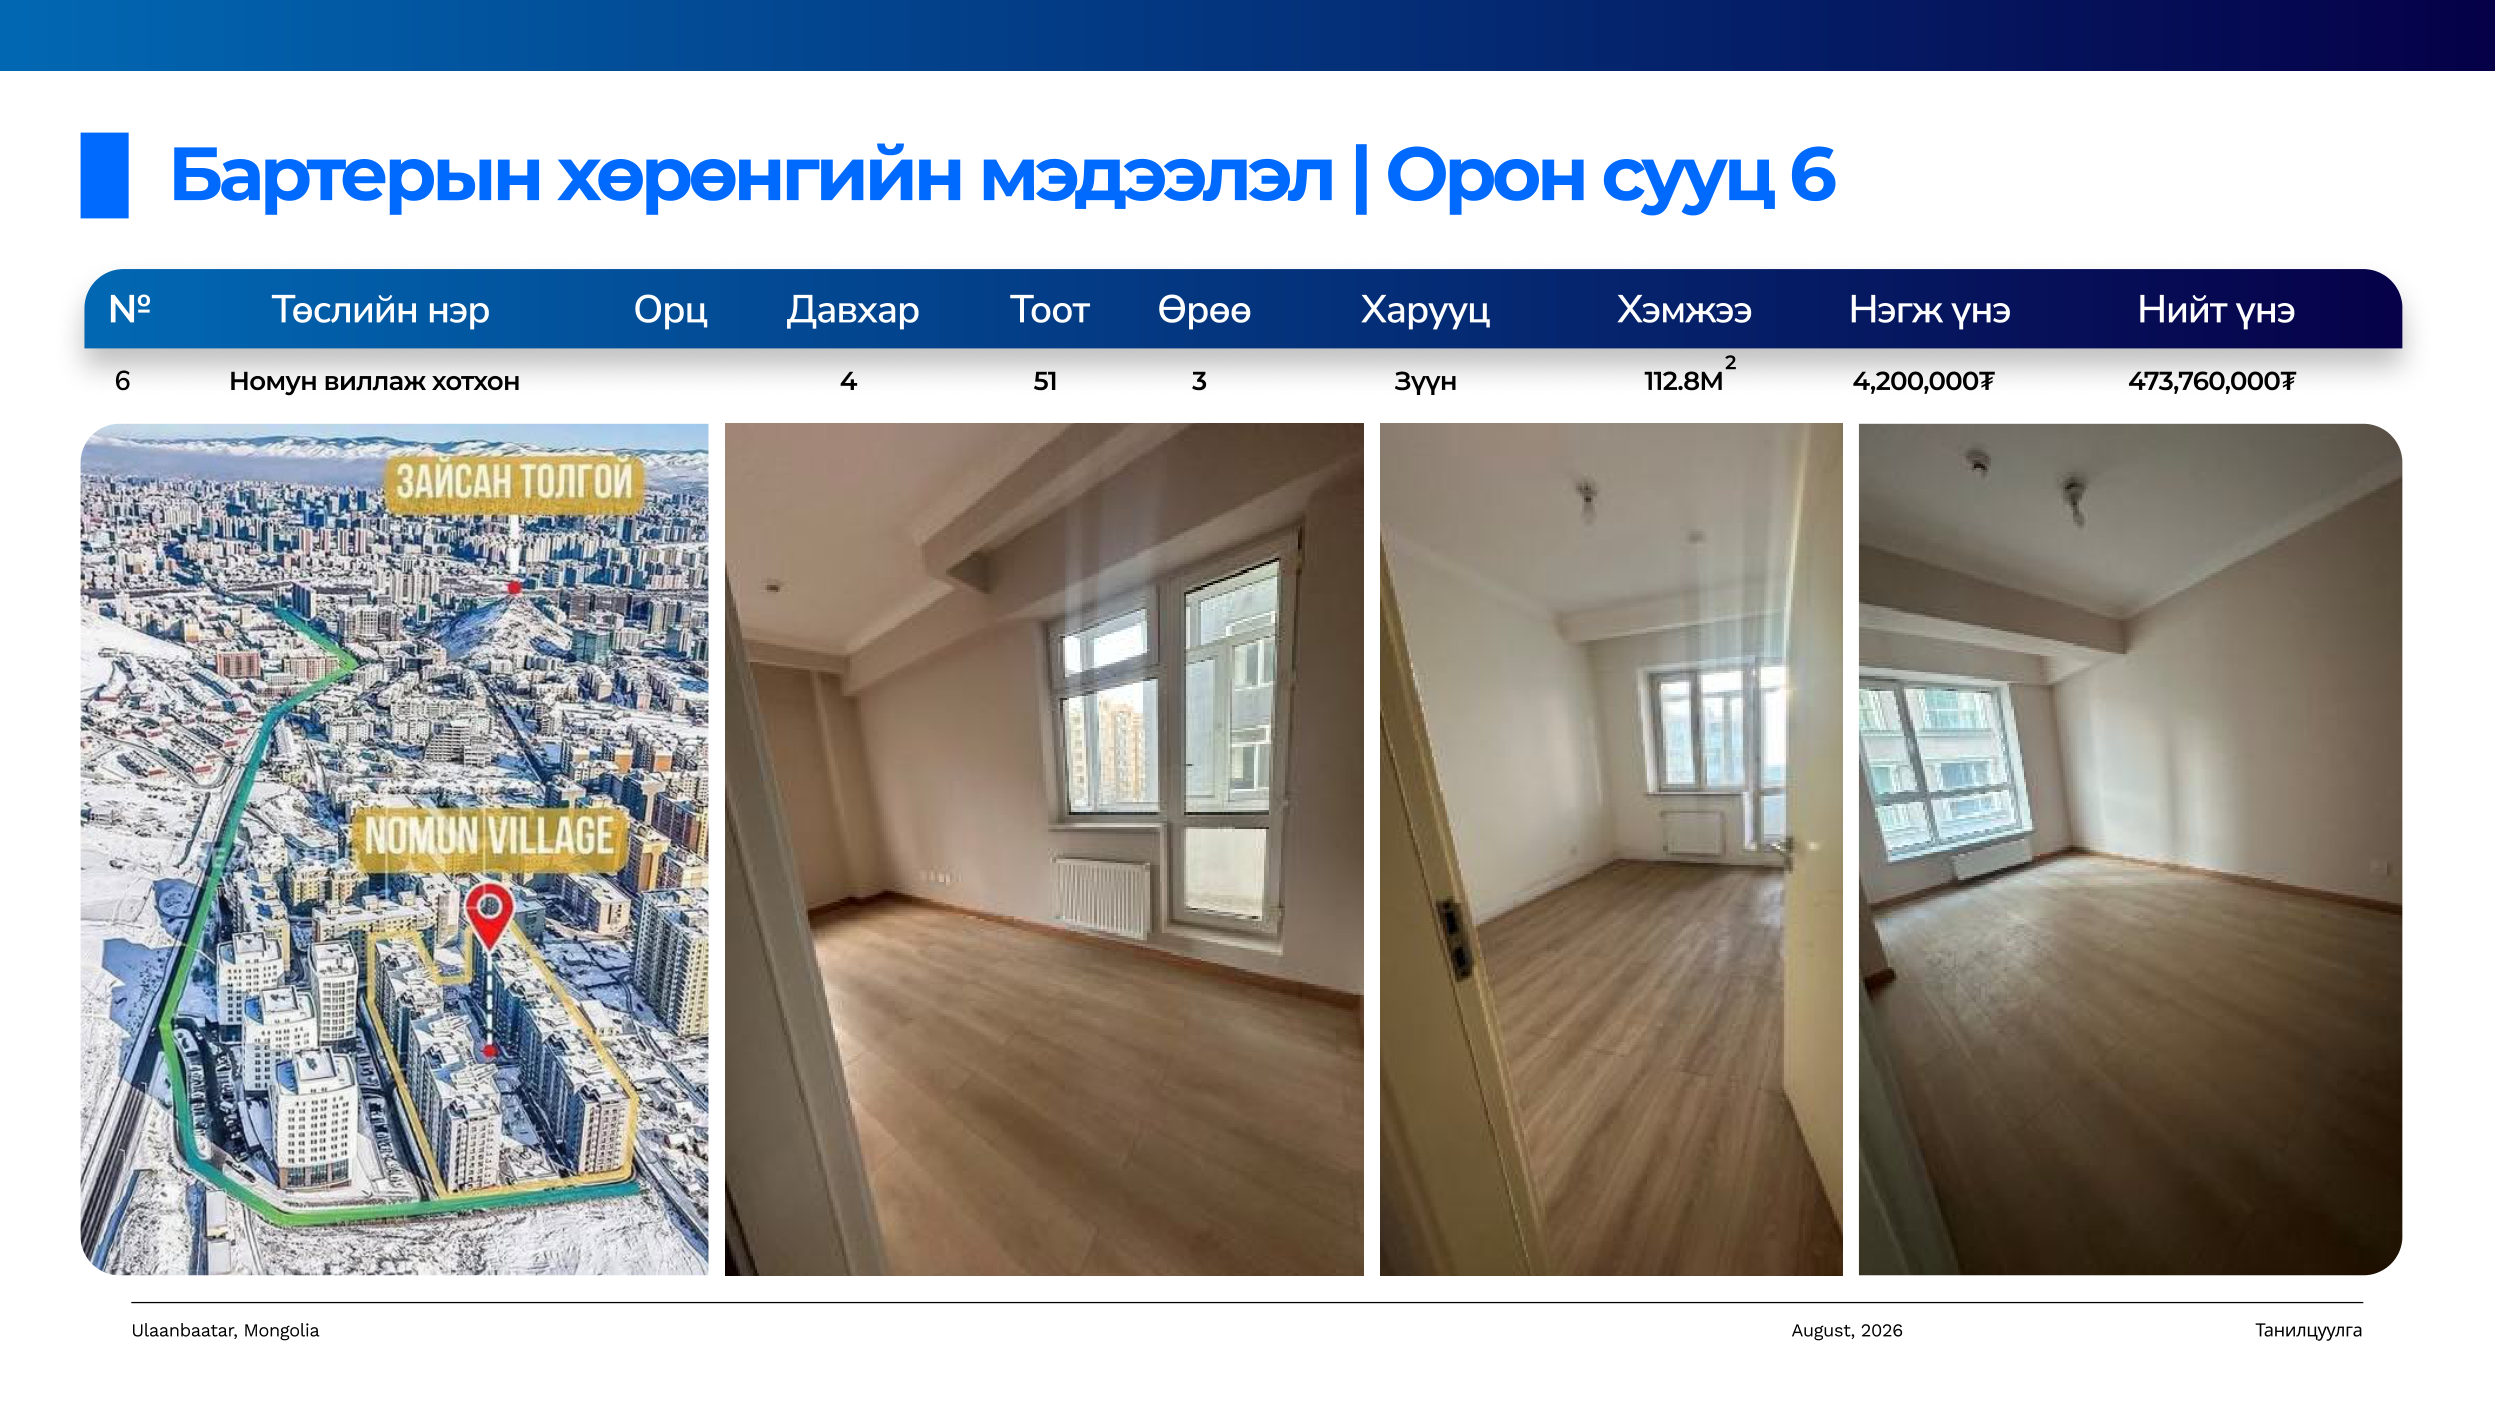 Бартерын хөрөнгийн мэдээлэл | Орон сууц 6
№ Төслийн нэр Орц Давхар Тоот Өрөө Харууц Хэмжээ Нэгж үнэ Нийт үнэ
6 Номун виллаж хотхон 4 51 3 Зүүн 112.8М² 4,200,000₮ 473,760,000₮
ЗАЙСАН ТОЛГОЙ
NOMUN VILLAGE
Ulaanbaatar, Mongolia August, 2026 Танилцуулга